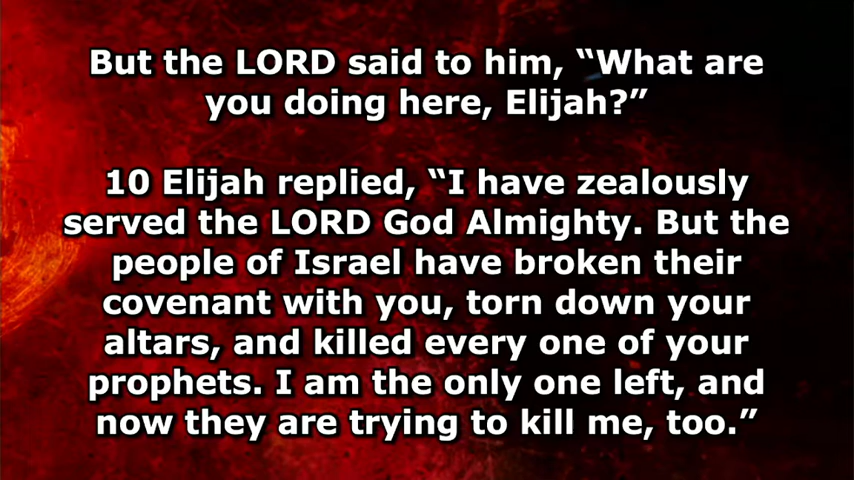 But the LORD said to him, “What are
you doing here, Elijah?”
10 Elijah replied, “I have zealously
served the LORD God Almighty. But the
people of Israel have broken their
covenant with you, torn down your
altars, and killed every one of your
prophets. I am the only one left, and
now they are trying to kill me, too.”